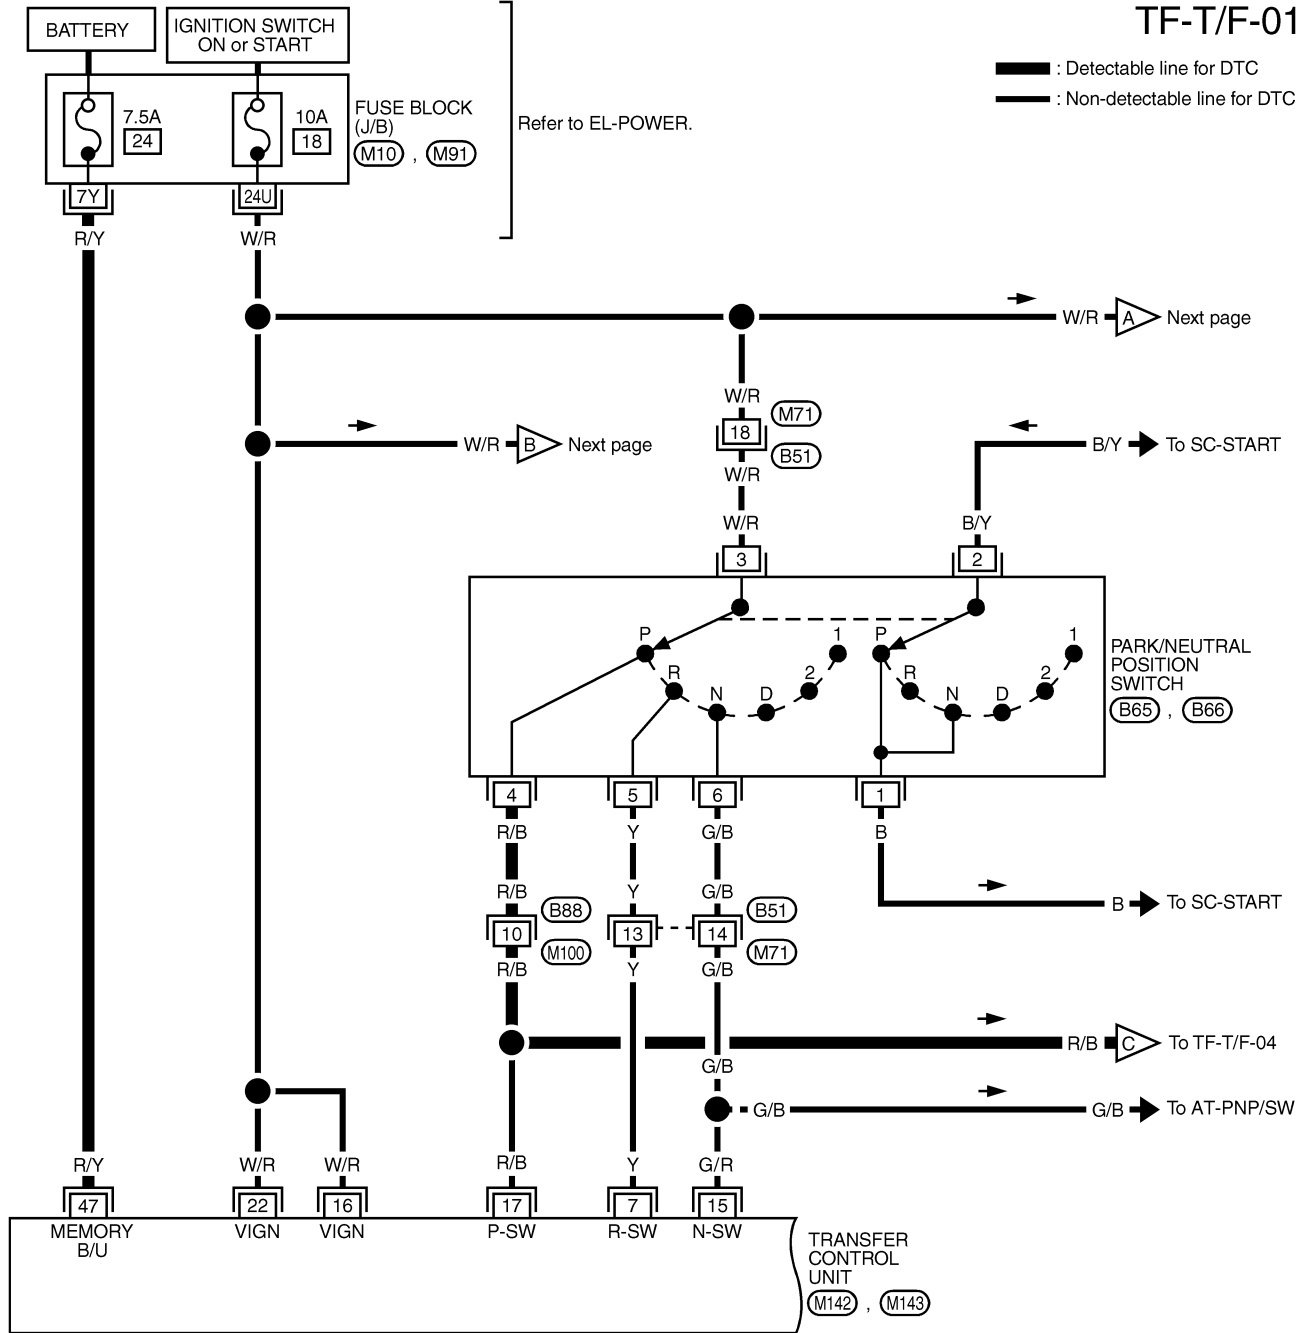 TF-T/F-01
BATTERY
IGNITION SWITCH
ON or START
: Detectable line for DTC
: Non-detectable line for DTC
7.5A
24
10A
18
FUSE BLOCK
(J/B)
M10 , M91
Refer to EL-POWER.
7Y
24U
R/Y
W/R
W/R
A
Next page
W/R
M71
18
B51
W/R
W/R
B
Next page
B/Y
To SC-START
W/R
B/Y
3
2
P
R
N
D
2
1
P
R
N
D
2
1
PARK/NEUTRAL
POSITION
SWITCH
B65 , B66
4
5
6
1
R/B
Y
G/B
B
R/B
Y
G/B
B
To SC-START
B88
B51
10
13
14
M100
M71
R/B
Y
G/B
R/B
C
To TF-T/F-04
G/B
G/B
G/B
To AT-PNP/SW
R/Y
W/R
W/R
R/B
Y
G/R
47
22
16
17
7
15
MEMORY
B/U
VIGN
VIGN
P-SW
R-SW
N-SW
TRANSFER
CONTROL
UNIT
M142 , M143